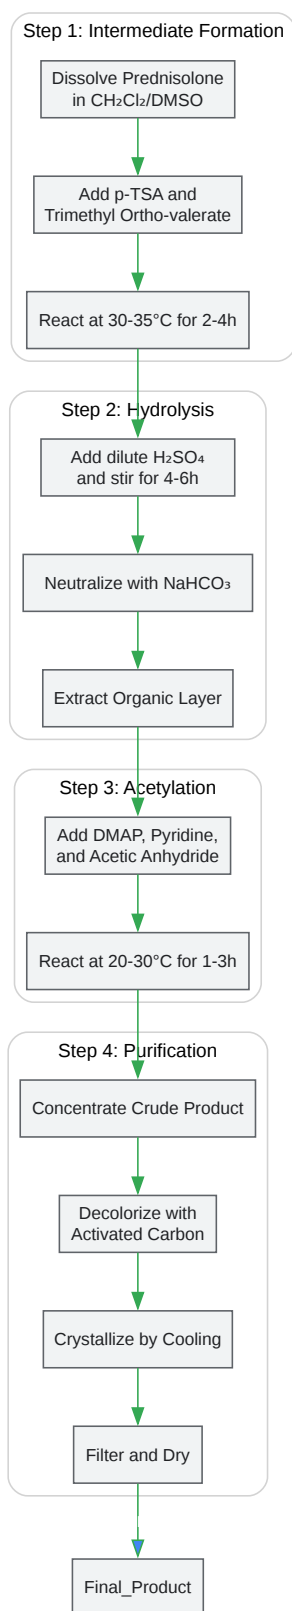 Step 1: Intermediate Formation
Dissolve Prednisolone
in CH₂Cl₂/DMSO
Add p-TSA and
Trimethyl Ortho-valerate
React at 30-35°C for 2-4h
Step 2: Hydrolysis
Add dilute H₂SO₄
and stir for 4-6h
Neutralize with NaHCO₃
Extract Organic Layer
Step 3: Acetylation
Add DMAP, Pyridine,
and Acetic Anhydride
React at 20-30°C for 1-3h
Step 4: Purification
Concentrate Crude Product
Decolorize with
Activated Carbon
Crystallize by Cooling
Filter and Dry
Final_Product